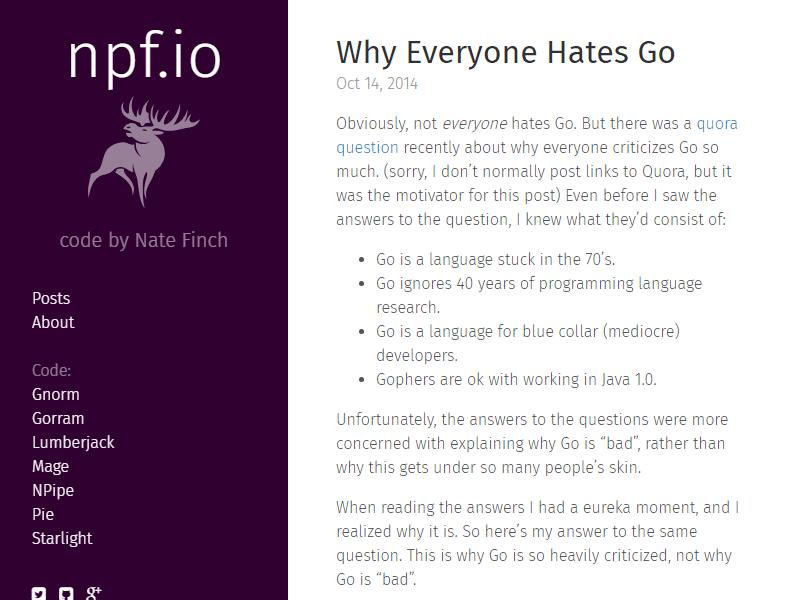 npf.io
code by Nate Finch
Posts
About
Code:
Gnorm
Gorram
Lumberjack
Mage
NPipe
Pie
Starlight
Why Everyone Hates Go
Oct 14, 2014
Obviously, not everyone hates Go. But there was a quora
question recently about why everyone criticizes Go so
much. (sorry, I don’t normally post links to Quora, but it
was the motivator for this post) Even before I saw the
answers to the question, I knew what they’d consist of:
• Go is a language stuck in the 70’s.
• Go ignores 40 years of programming language
research.
• Go is a language for blue collar (mediocre)
developers.
• Gophers are ok with working in Java 1.0.
Unfortunately, the answers to the questions were more
concerned with explaining why Go is “bad”, rather than
why this gets under so many people’s skin.
When reading the answers I had a eureka moment, and I
realized why it is. So here’s my answer to the same
question. This is why Go is so heavily criticized, not why
Go is “bad”.